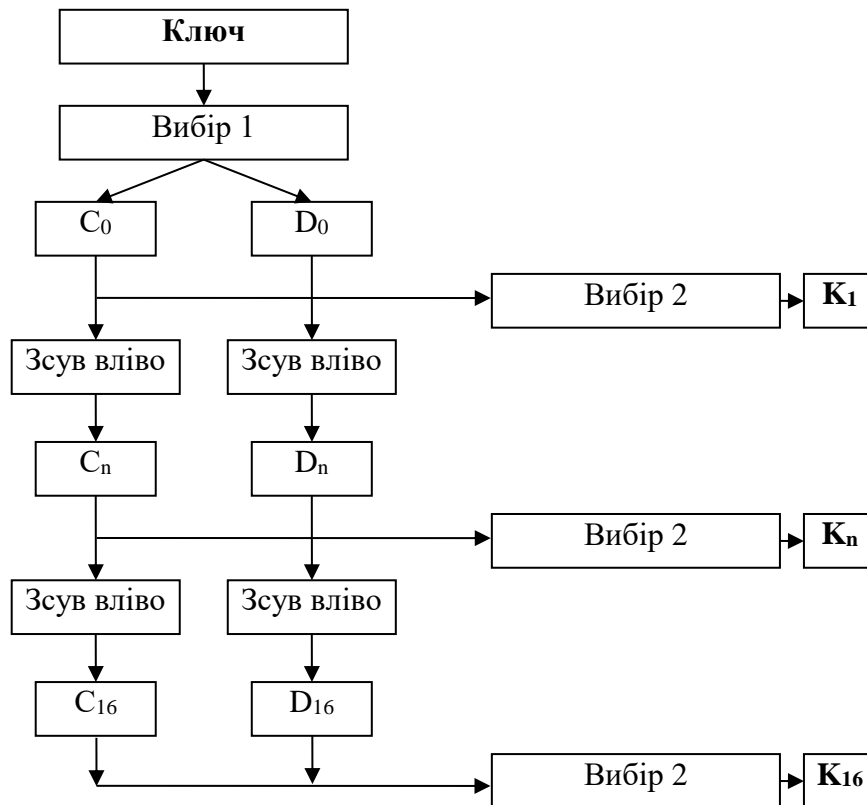 Ключ
Вибір 1
C₀ D₀
Вибір 2 K₁
Зсув вліво Зсув вліво
Cₙ Dₙ
Вибір 2 Kₙ
Зсув вліво Зсув вліво
C₁₆ D₁₆
Вибір 2 K₁₆